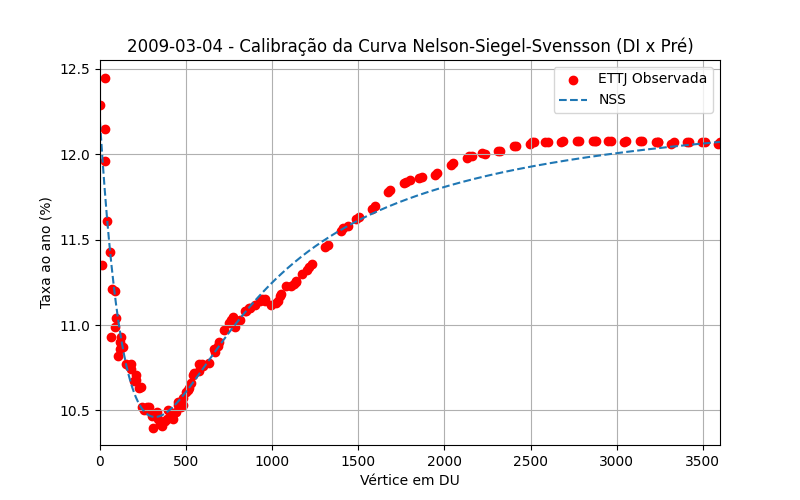 2009-03-04 - Calibração da Curva Nelson-Siegel-Svensson (DI x Pré)
ETTJ Observada
NSS
Taxa ao ano (%)
12.5
12.0
11.5
11.0
10.5
0 500 1000 1500 2000 2500 3000 3500
Vértice em DU